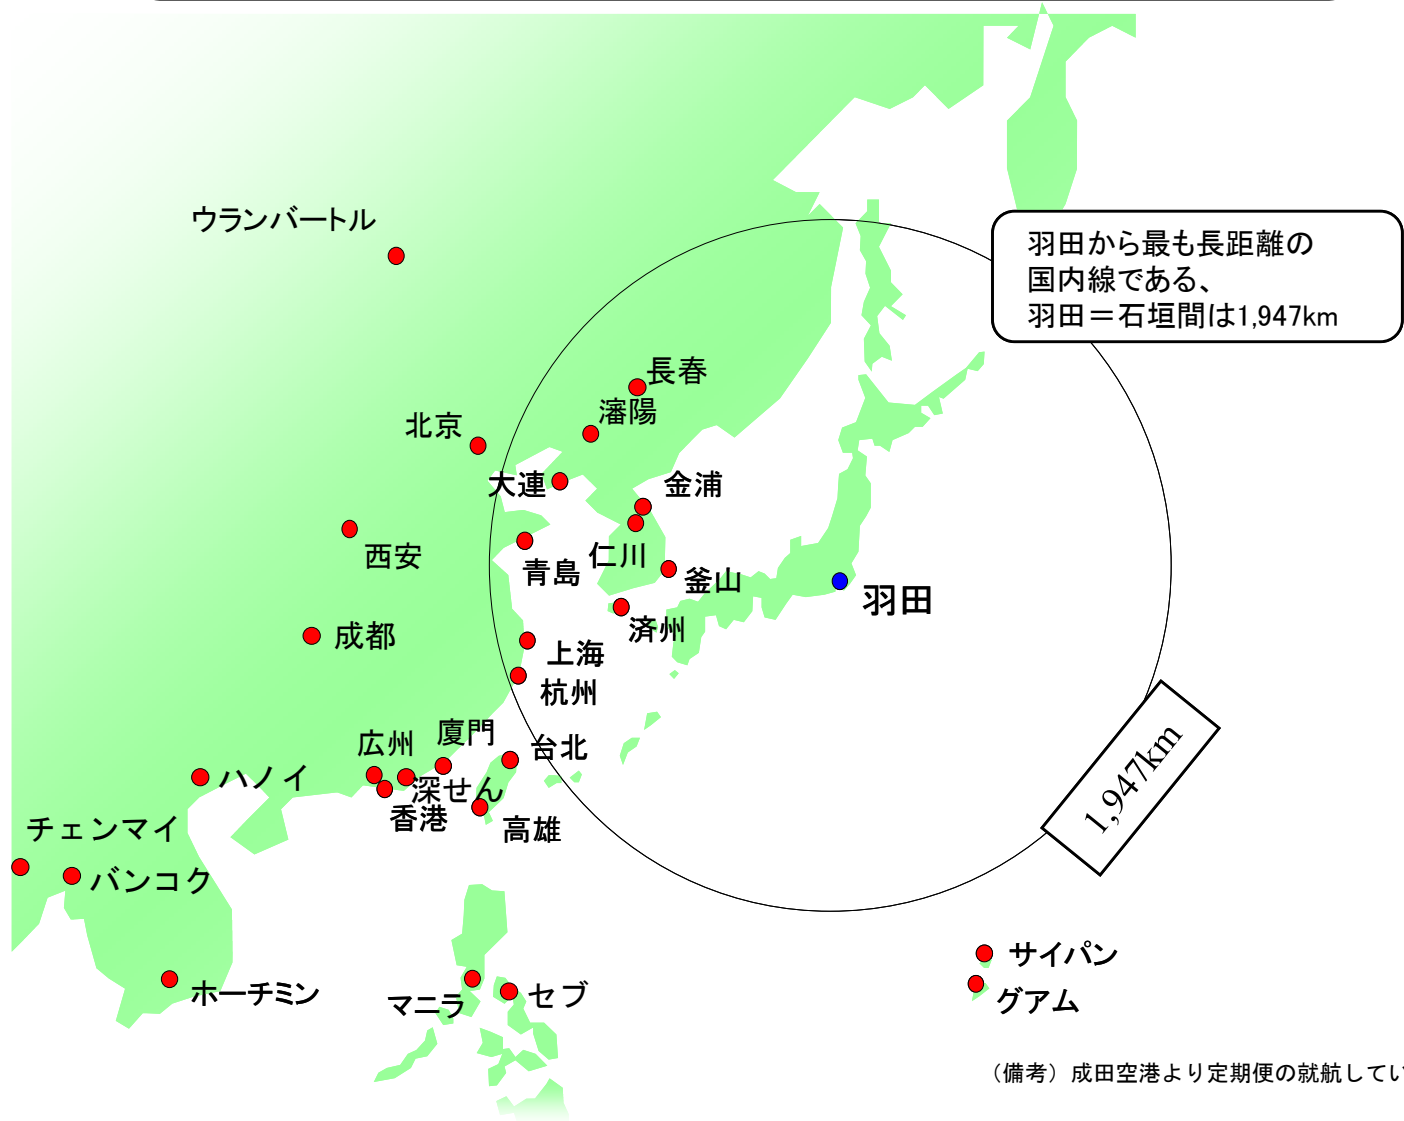 ウランバートル
羽田から最も長距離の
国内線である、
羽田＝石垣間は1,947km
長春
瀋陽
北京
大連
金浦
西安
青島
仁川
釜山
羽田
済州
成都
上海
杭州
広州
廈門
台北
ハノイ
深せん
香港
高雄
1,947km
チェンマイ
バンコク
サイパン
ホーチミン
マニラ
セブ
グアム
（備考）成田空港より定期便の就航してい